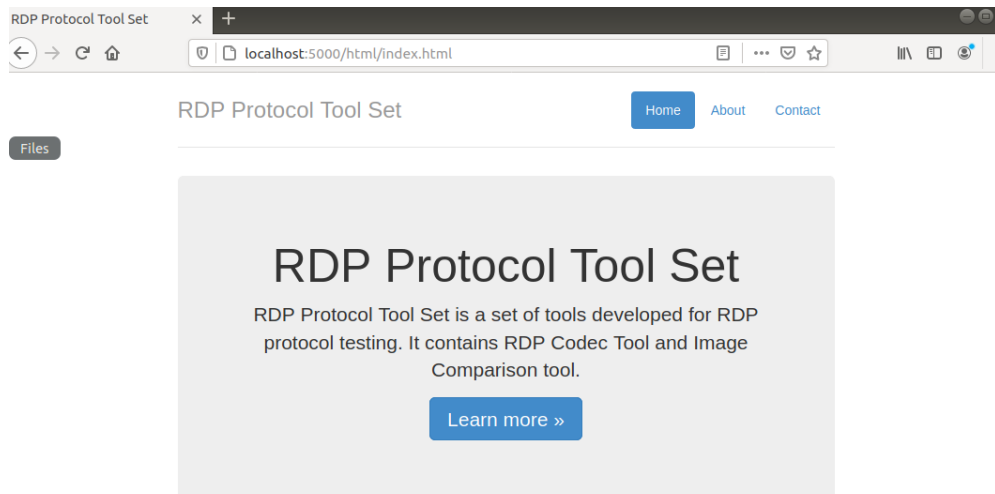 RDP Protocol Tool Set
localhost:5000/html/index.html
RDP Protocol Tool Set
Home
About
Contact
Files
RDP Protocol Tool Set
RDP Protocol Tool Set is a set of tools developed for RDP
protocol testing. It contains RDP Codec Tool and Image
Comparison tool.
Learn more »